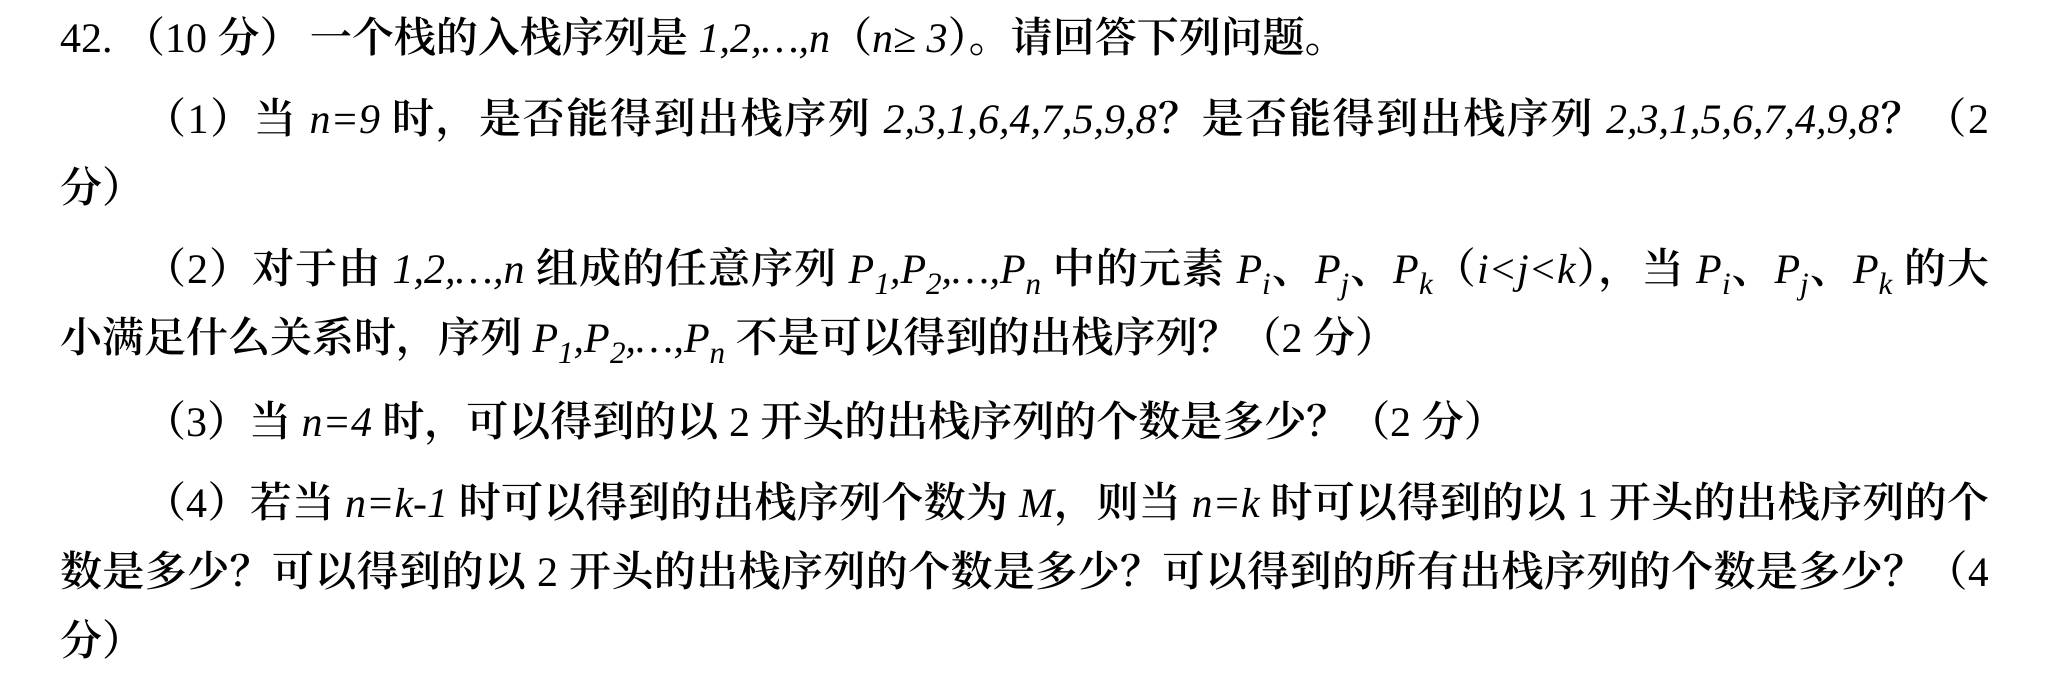 42. （10 分） 一个栈的入栈序列是 1,2,…,n（n≥ 3）。请回答下列问题。
（1）当 n=9 时，是否能得到出栈序列 2,3,1,6,4,7,5,9,8？是否能得到出栈序列 2,3,1,5,6,7,4,9,8？（2
分）
（2）对于由 1,2,…,n 组成的任意序列 P₁,P₂,…,Pₙ 中的元素 Pᵢ、Pⱼ、Pₖ（i<j<k），当 Pᵢ、Pⱼ、Pₖ 的大
小满足什么关系时，序列 P₁,P₂,…,Pₙ 不是可以得到的出栈序列？（2 分）
（3）当 n=4 时，可以得到的以 2 开头的出栈序列的个数是多少？（2 分）
（4）若当 n=k-1 时可以得到的出栈序列个数为 M，则当 n=k 时可以得到的以 1 开头的出栈序列的个
数是多少？可以得到的以 2 开头的出栈序列的个数是多少？可以得到的所有出栈序列的个数是多少？（4
分）